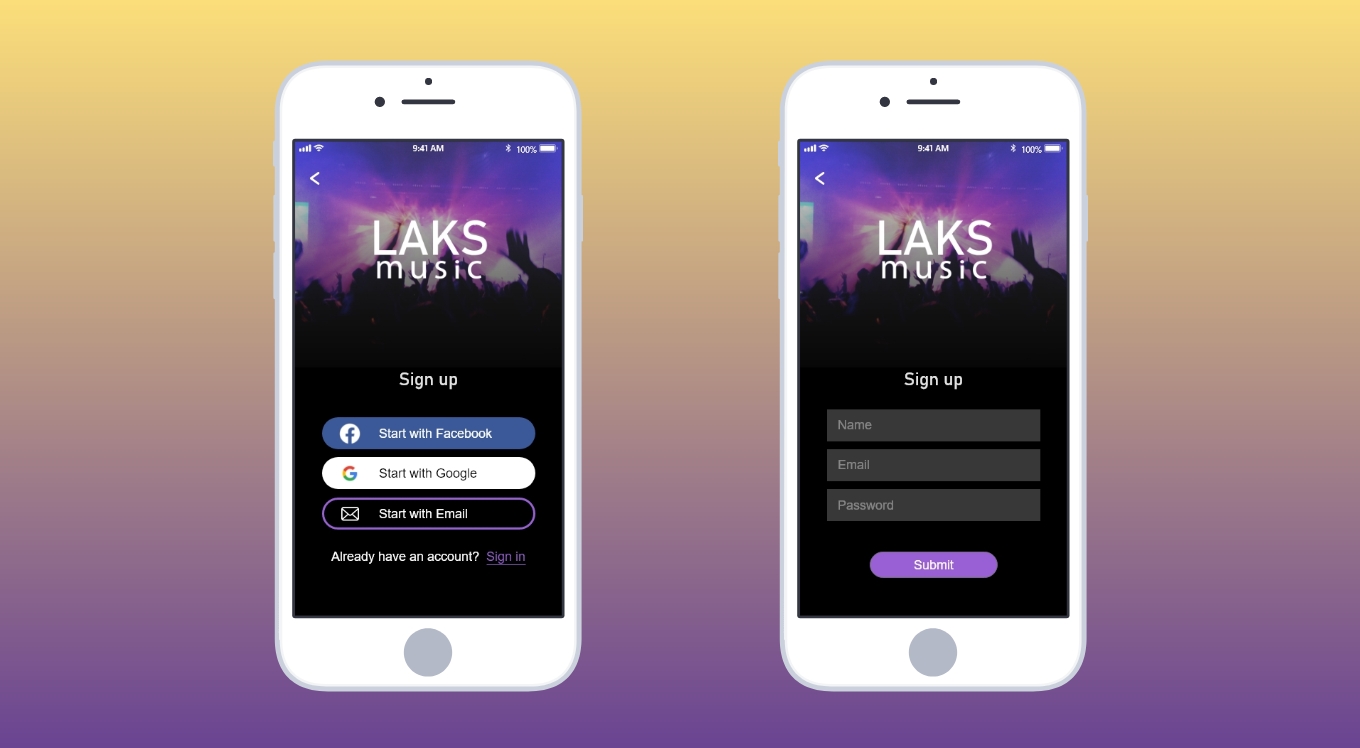 9:41 AM 100%
<
LAKS
music
Sign up
Start with Facebook
Start with Google
Start with Email
Already have an account? Sign in
9:41 AM 100%
<
LAKS
music
Sign up
Name
Email
Password
Submit